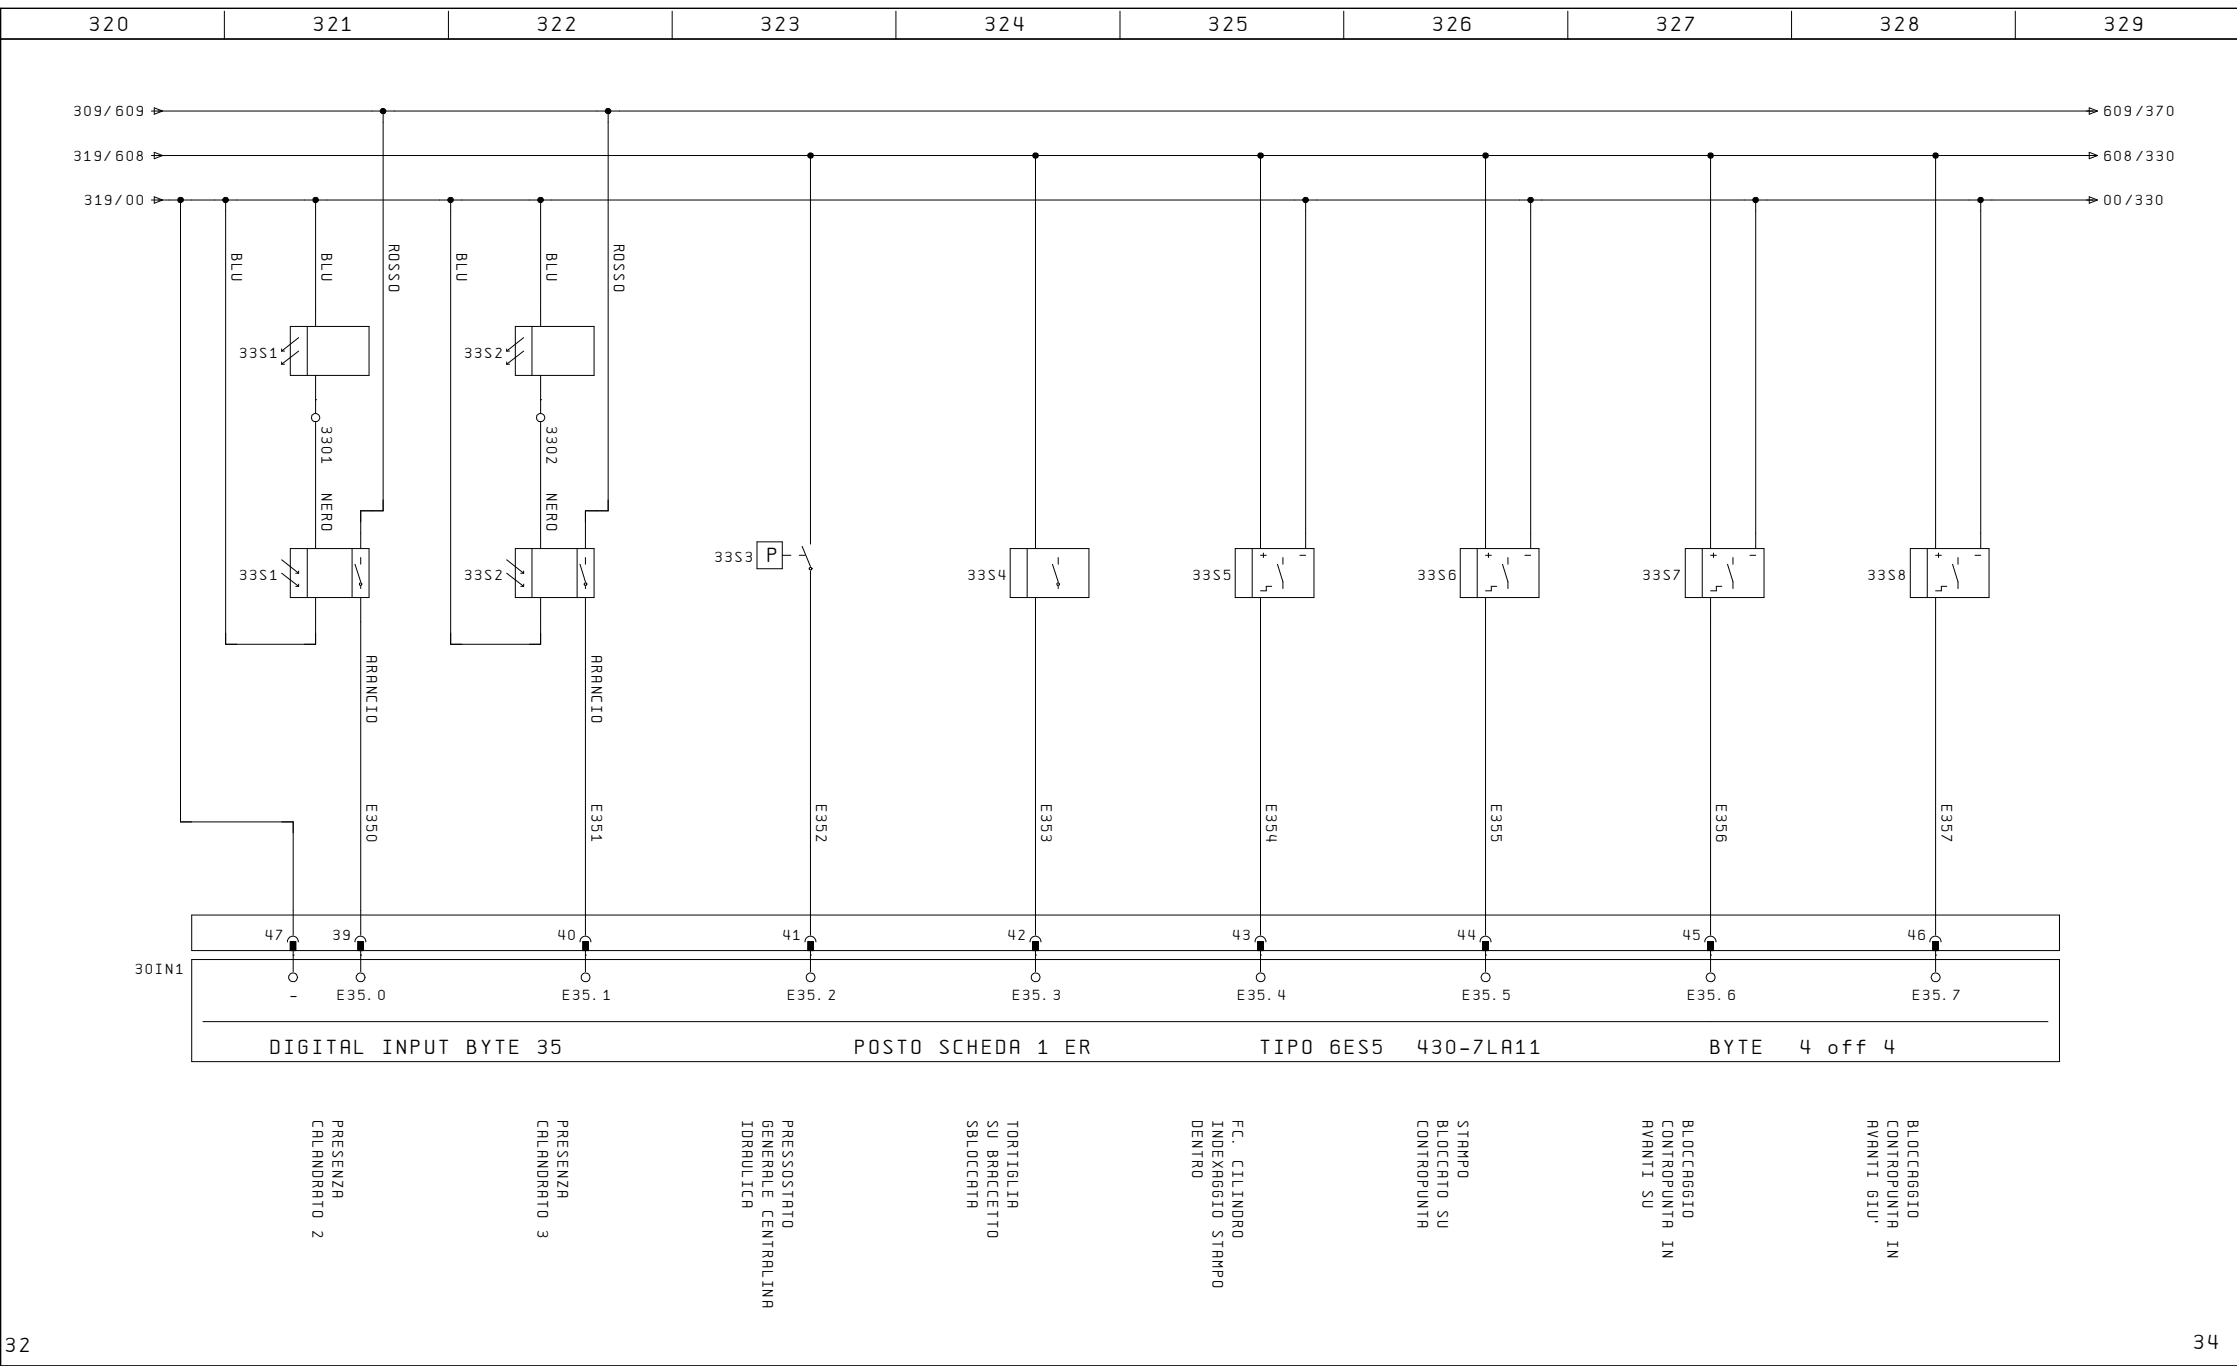 320 321 322 323 324 325 326 327 328 329
309/609 609/370
319/608 608/330
319/00 00/330
BLU BLU ROSSO BLU BLU ROSSO
33S1 33S2
3301 3302
NERO NERO
33S3 P
33S1 33S2 33S4 33S5 + - 33S6 + - 33S7 + - 33S8 + -
ARANCIO ARANCIO
E350 E351 E352 E353 E354 E355 E356 E357
47 39 40 41 42 43 44 45 46
30IN1
- E35.0 E35.1 E35.2 E35.3 E35.4 E35.5 E35.6 E35.7
DIGITAL INPUT BYTE 35 POSTO SCHEDA 1 ER TIPO 6ES5 430-7LA11 BYTE 4 off 4
PRESENZA
CALANDRATO 2
PRESENZA
CALANDRATO 3
PRESSOSTATO
GENERALE CENTRALINA
IDRAULICA
TORTIGLIA
SU BRACCETTO
SBLOCCATA
FC. CILINDRO
INDEXAGGIO STAMPO
DENTRO
STAMPO
BLOCCATO SU
CONTROPUNTA
BLOCCAGGIO
CONTROPUNTA IN
AVANTI SU
BLOCCAGGIO
CONTROPUNTA IN
AVANTI GIU'
32 34